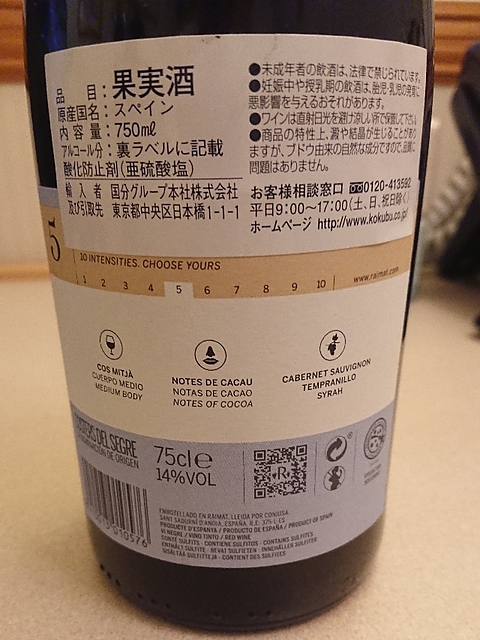 品 目：果実酒
原産国名：スペイン
内 容 量：750mℓ
アルコール分：裏ラベルに記載
酸化防止剤（亜硫酸塩）
輸 入 者 国分グループ本社株式会社
及び引取先 東京都中央区日本橋1-1-1
●未成年者の飲酒は、法律で禁じられています。
●妊娠中や授乳期の飲酒は、胎児・乳児の発育に
悪影響を与えるおそれがあります。
●ワインは直射日光を避け涼しい所で保管して下さい。
●商品の特性上、澱や結晶が生じることがあり
ますが、ブドウ由来の自然な成分ですので、品質に
問題はありません。
お客様相談窓口 0120-413592
平日9:00～17:00（土、日、祝日除く）
ホームページ http://www.kokubu.co.jp
5
10 INTENSITIES. CHOOSE YOURS
1 2 3 4 5 6 7 8 9 10
www.raimat.com
COS MITJÀ
CUERPO MEDIO
MEDIUM BODY
NOTES DE CACAU
NOTAS DE CACAO
NOTES OF COCOA
CABERNET SAUVIGNON
TEMPRANILLO
SYRAH
COSTERS DEL SEGRE
DENOMINACIÓN DE ORIGEN
75cl e
14%VOL
R
EMBOTELLADO EN RAIMAT, LLEIDA POR CONUSA.
SANT SADURNÍ D'ANOIA, ESPAÑA. R.E. 375-L-ES
PRODUCTE D'ESPANYA / PRODUCTO DE ESPAÑA / PRODUCT OF SPAIN
VI NEGRE / VINO TINTO / RED WINE
CONTÉ SULFITS · CONTIENE SULFITOS · CONTAINS SULFITES
ENTHÄLT SULFITE · BEVAT SULFIETEN · INNEHÅLLER SULFITER
SISÄLTÄÄ SULFIITTEJA · CONTIENT DES SULFITES